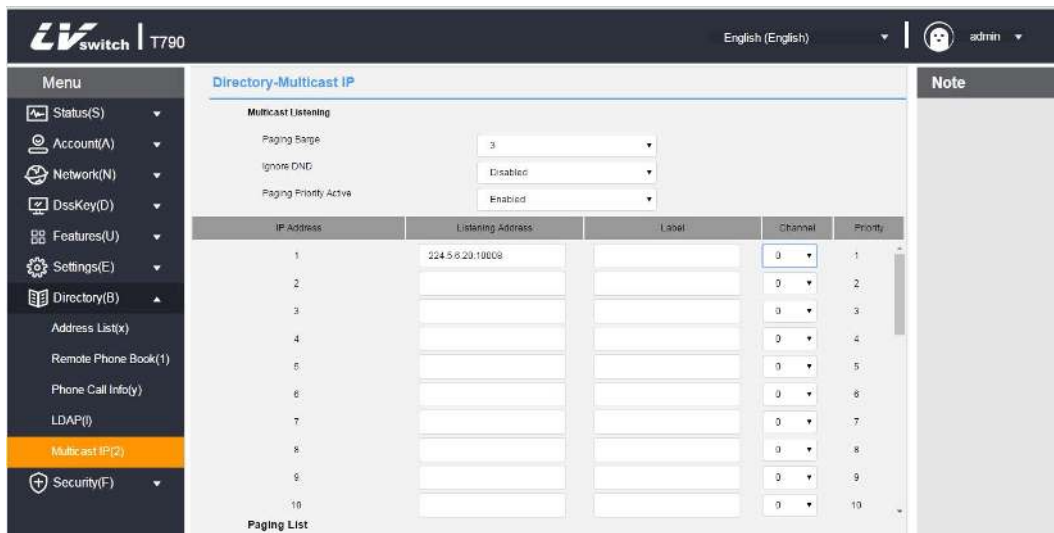 LVswitch | T790
English (English)
admin
Menu
Status(S)
Account(A)
Network(N)
DssKey(D)
Features(U)
Settings(E)
Directory(B)
Address List(x)
Remote Phone Book(1)
Phone Call Info(y)
LDAP(l)
Multicast IP(2)
Security(F)
Directory-Multicast IP
Multicast Listening
Paging Barge 3
Ignore DND Disabled
Paging Priority Active Enabled
IP Address Listening Address Label Channel Priority
1 224.5.6.20:10008 0 1
2 0 2
3 0 3
4 0 4
5 0 5
6 0 6
7 0 7
8 0 8
9 0 9
10 0 10
Paging List
Note